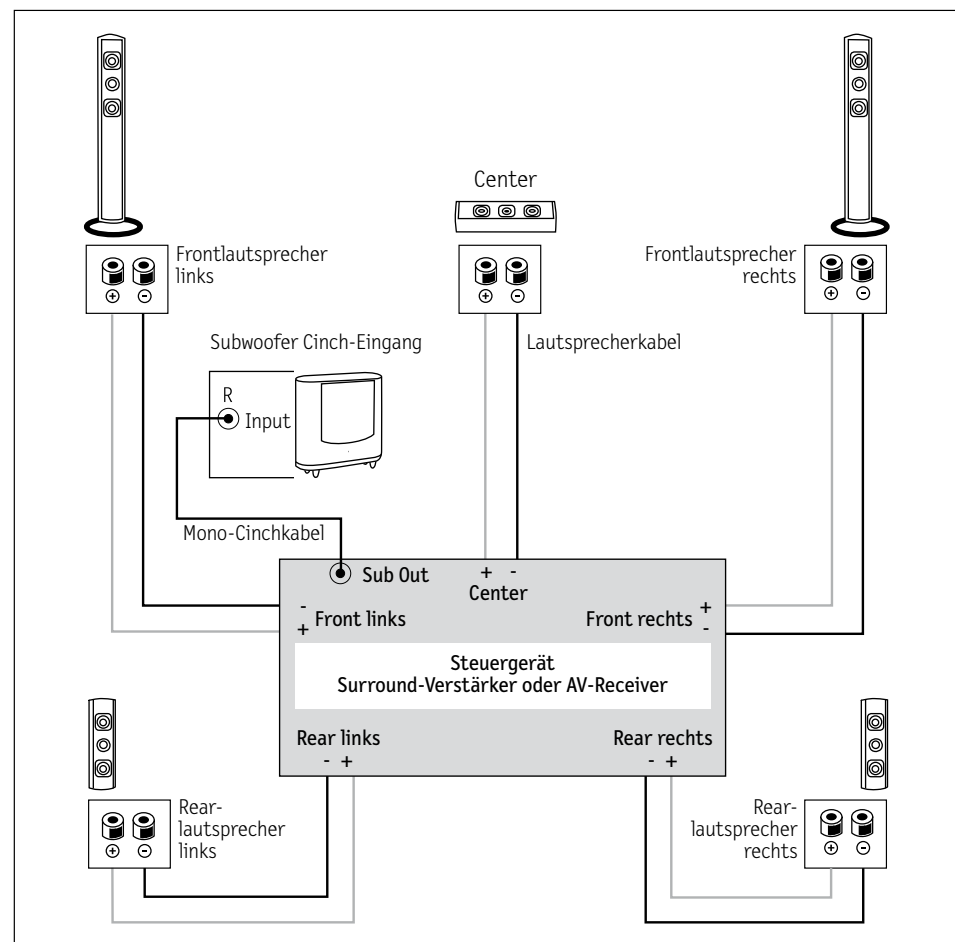 Center
Frontlautsprecher
links
+ -
+ -
Frontlautsprecher
rechts
+ -
Subwoofer Cinch-Eingang
Lautsprecherkabel
R
Input
Mono-Cinchkabel
Sub Out
+ -
Center
-
+
Front links
Front rechts
+
-
Steuergerät
Surround-Verstärker oder AV-Receiver
Rear links
- +
Rear rechts
- +
Rear-
lautsprecher
links
+ -
Rear-
lautsprecher
rechts
+ -